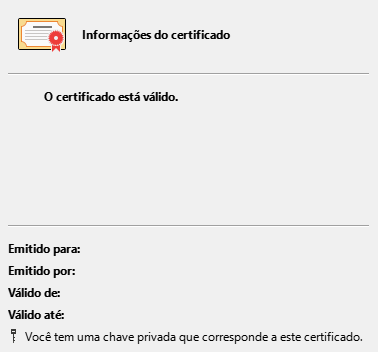 Informações do certificado
O certificado está válido.
Emitido para:
Emitido por:
Válido de:
Válido até:
Você tem uma chave privada que corresponde a este certificado.